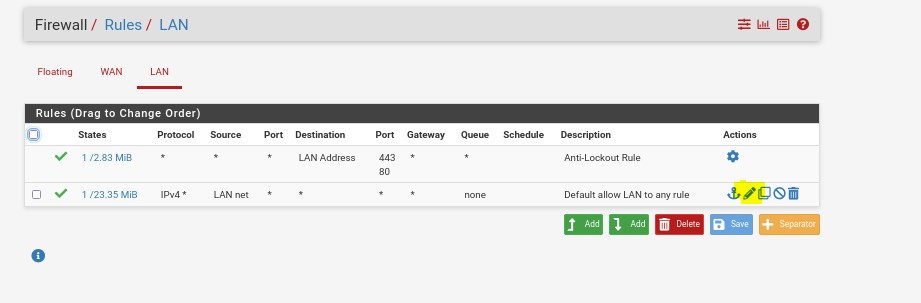 Firewall / Rules / LAN
Floating WAN LAN
Rules (Drag to Change Order)
States Protocol Source Port Destination Port Gateway Queue Schedule Description Actions
1 /2.83 MiB * * * LAN Address 443 * * Anti-Lockout Rule
80
1 /23.35 MiB IPv4 * LAN net * * * * none Default allow LAN to any rule
Add Add Delete Save Separator